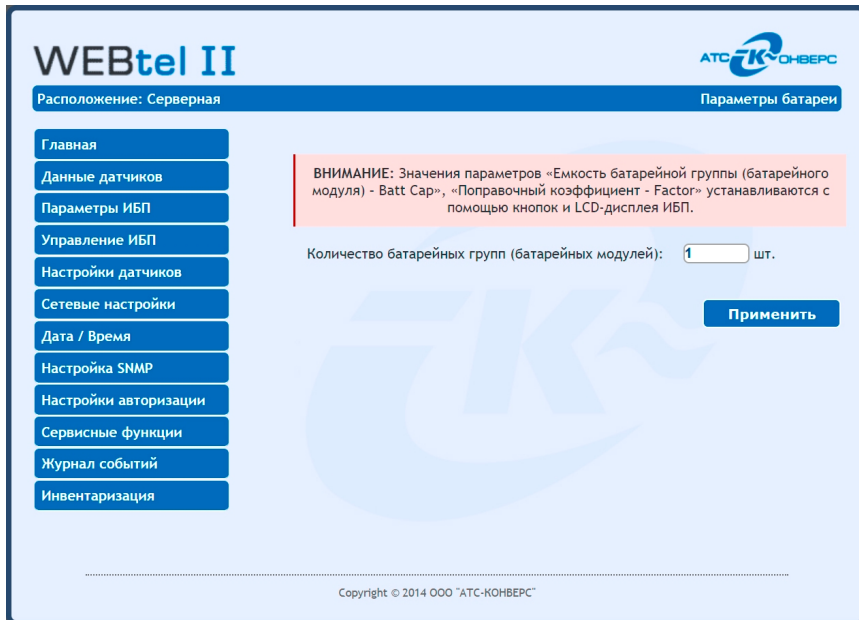 WEBtel II
АТС К~ОНВЕРС
Расположение: Серверная
Параметры батареи
Главная
Данные датчиков
Параметры ИБП
Управление ИБП
Настройки датчиков
Сетевые настройки
Дата / Время
Настройка SNMP
Настройки авторизации
Сервисные функции
Журнал событий
Инвентаризация
ВНИМАНИЕ: Значения параметров «Емкость батарейной группы (батарейного
модуля) - Batt Cap», «Поправочный коэффициент - Factor» устанавливаются с
помощью кнопок и LCD-дисплея ИБП.
Количество батарейных групп (батарейных модулей): 1 шт.
Применить
Copyright © 2014 ООО "АТС-КОНВЕРС"